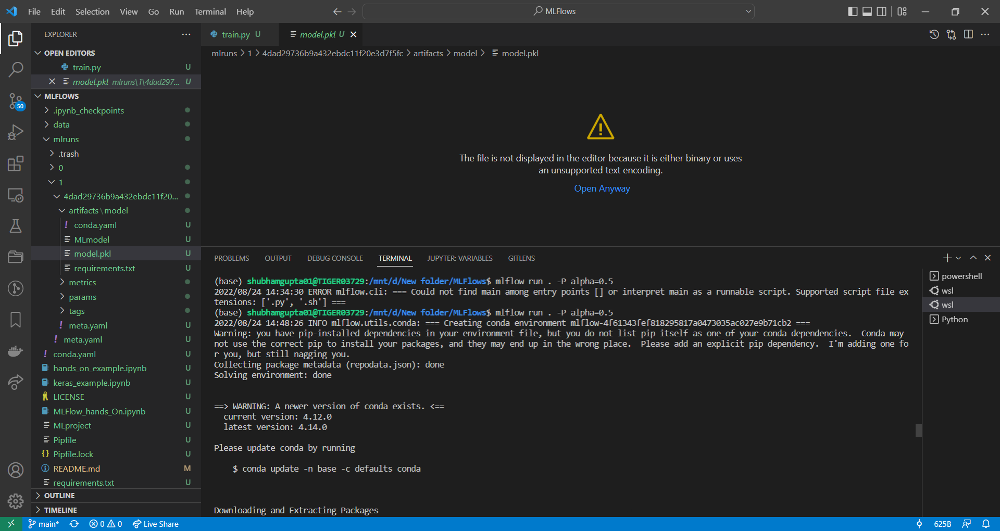 File Edit Selection View Go Run Terminal Help
MLFlows
EXPLORER
OPEN EDITORS
train.py U
model.pkl mlruns\1\4dad297... U
MLFLOWS
.ipynb_checkpoints
data
mlruns
.trash
0
1
4dad29736b9a432ebdc11f20...
artifacts\model
conda.yaml U
MLmodel U
model.pkl U
requirements.txt U
metrics
params
tags
meta.yaml U
meta.yaml U
conda.yaml U
hands_on_example.ipynb U
keras_example.ipynb U
LICENSE U
MLFlow_hands_On.ipynb U
MLproject U
Pipfile U
Pipfile.lock U
README.md M
requirements.txt U
OUTLINE
TIMELINE
50
train.py U model.pkl U
mlruns > 1 > 4dad29736b9a432ebdc11f20e3d7f5fc > artifacts > model > model.pkl
The file is not displayed in the editor because it is either binary or uses
an unsupported text encoding.
Open Anyway
PROBLEMS OUTPUT DEBUG CONSOLE TERMINAL JUPYTER: VARIABLES GITLENS
(base) shubhamgupta01@TIGER03729:/mnt/d/New folder/MLFlows$ mlflow run . -P alpha=0.5
2022/08/24 14:34:30 ERROR mlflow.cli: === Could not find main among entry points [] or interpret main as a runnable script. Supported script file ex
tensions: ['.py', '.sh'] ===
(base) shubhamgupta01@TIGER03729:/mnt/d/New folder/MLFlows$ mlflow run . -P alpha=0.5
2022/08/24 14:48:26 INFO mlflow.utils.conda: === Creating conda environment mlflow-4f61343fef818295817a0473035ac027e9b71cb2 ===
Warning: you have pip-installed dependencies in your environment file, but you do not list pip itself as one of your conda dependencies.  Conda may
not use the correct pip to install your packages, and they may end up in the wrong place.  Please add an explicit pip dependency.  I'm adding one fo
r you, but still nagging you.
Collecting package metadata (repodata.json): done
Solving environment: done
==> WARNING: A newer version of conda exists. <==
current version: 4.12.0
latest version: 4.14.0
Please update conda by running
$ conda update -n base -c defaults conda
Downloading and Extracting Packages
powershell
wsl
wsl
Python
main* 0 0 Live Share 625B